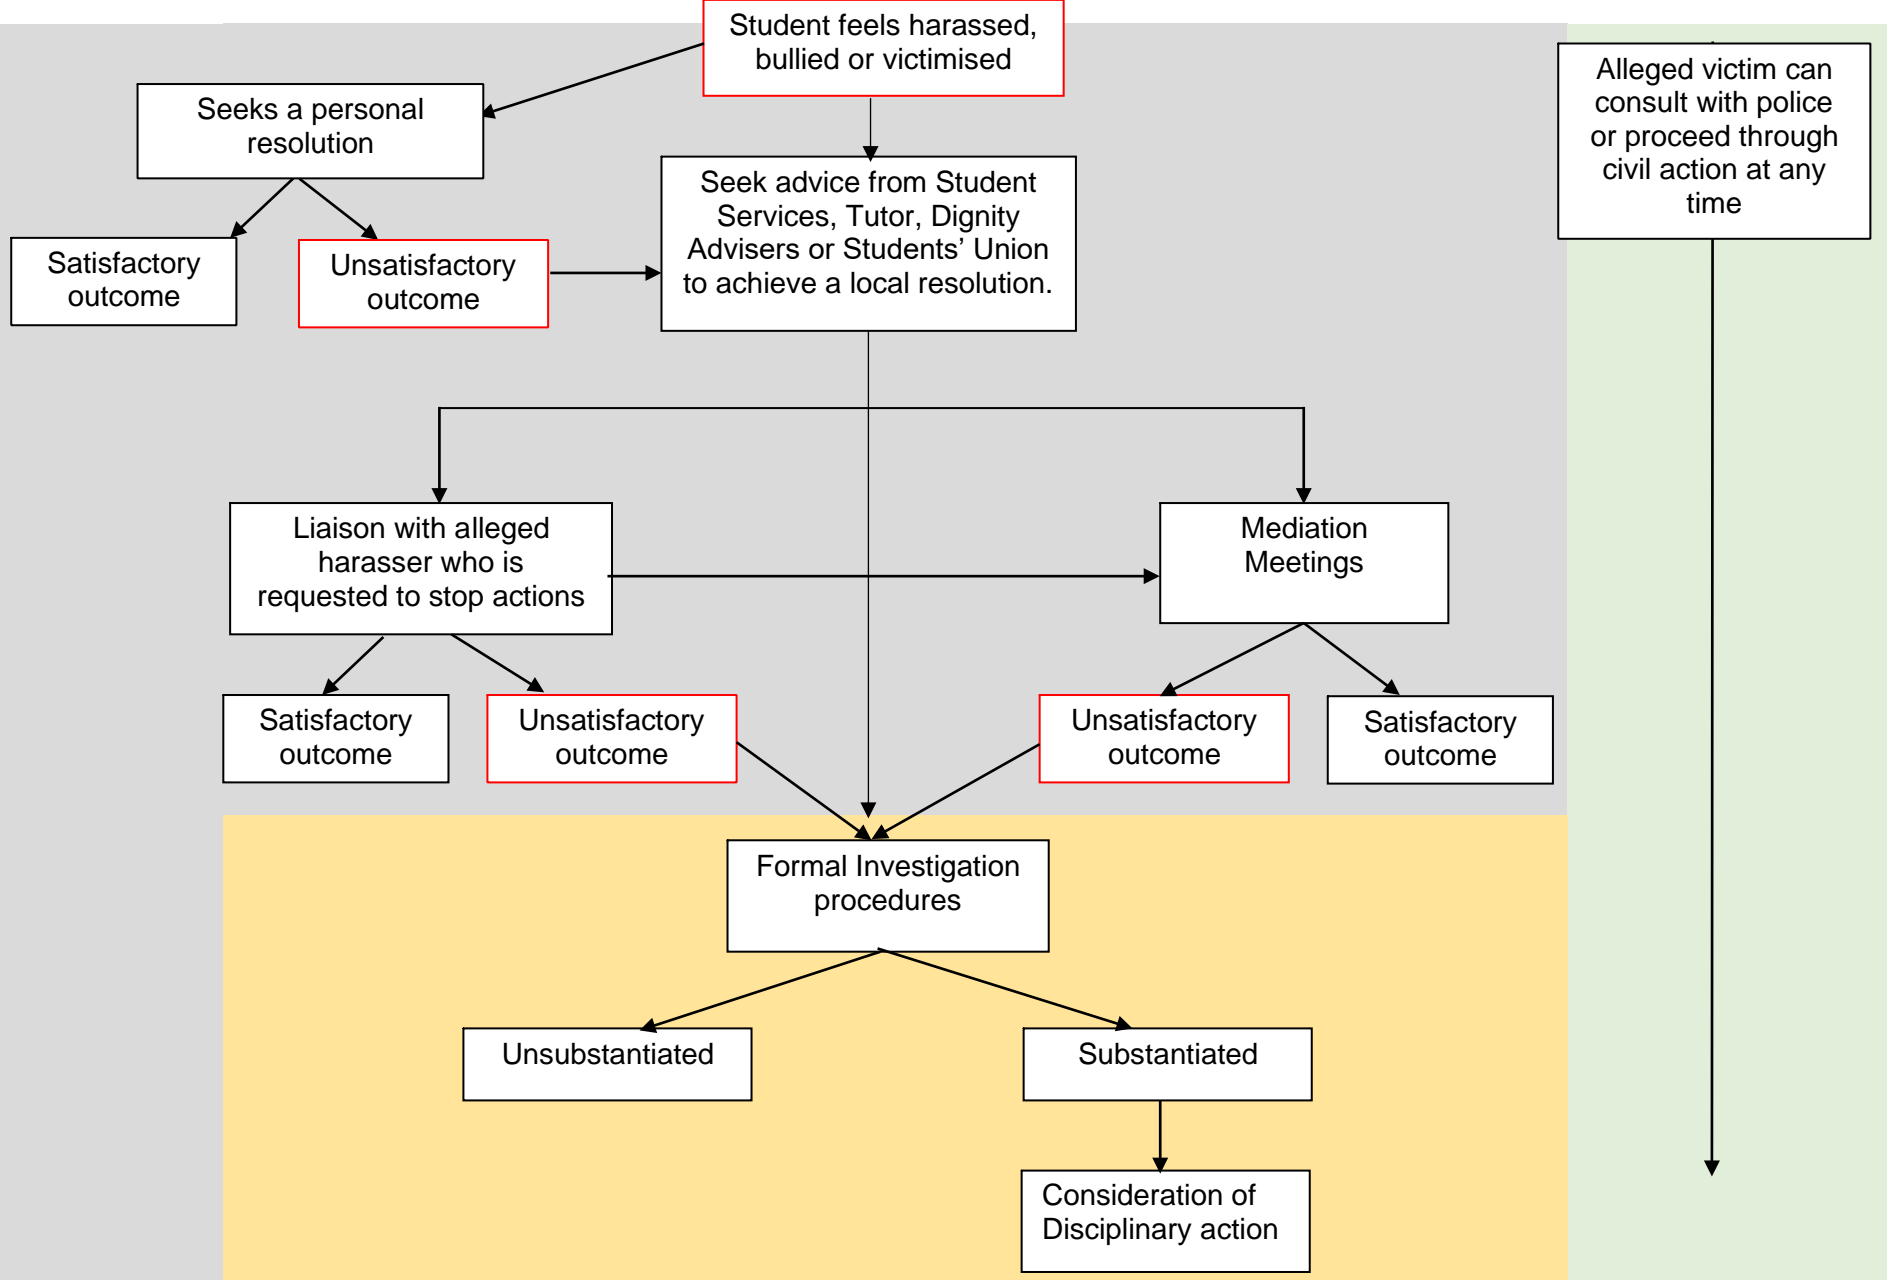 Student feels harassed,
bullied or victimised
Alleged victim can
consult with police
or proceed through
civil action at any
time
Seeks a personal
resolution
Seek advice from Student
Services, Tutor, Dignity
Advisers or Students’ Union
to achieve a local resolution.
Satisfactory
outcome
Unsatisfactory
outcome
Liaison with alleged
harasser who is
requested to stop actions
Mediation
Meetings
Satisfactory
outcome
Unsatisfactory
outcome
Unsatisfactory
outcome
Satisfactory
outcome
Formal Investigation
procedures
Unsubstantiated
Substantiated
Consideration of
Disciplinary action